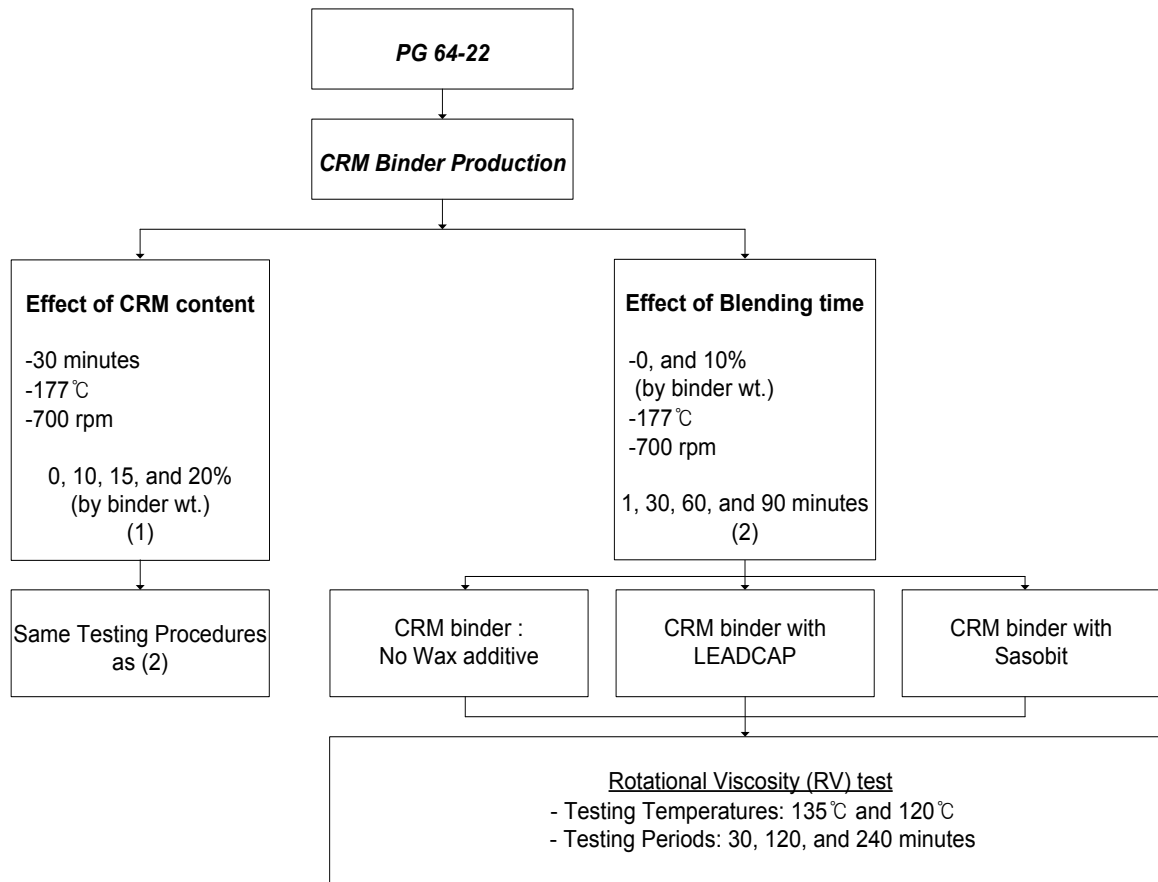 PG 64-22
CRM Binder Production
Effect of CRM content
-30 minutes
-177℃
-700 rpm
0, 10, 15, and 20%
(by binder wt.)
(1)
Effect of Blending time
-0, and 10%
(by binder wt.)
-177℃
-700 rpm
1, 30, 60, and 90 minutes
(2)
Same Testing Procedures
as (2)
CRM binder :
No Wax additive
CRM binder with
LEADCAP
CRM binder with
Sasobit
Rotational Viscosity (RV) test
- Testing Temperatures: 135℃ and 120℃
- Testing Periods: 30, 120, and 240 minutes